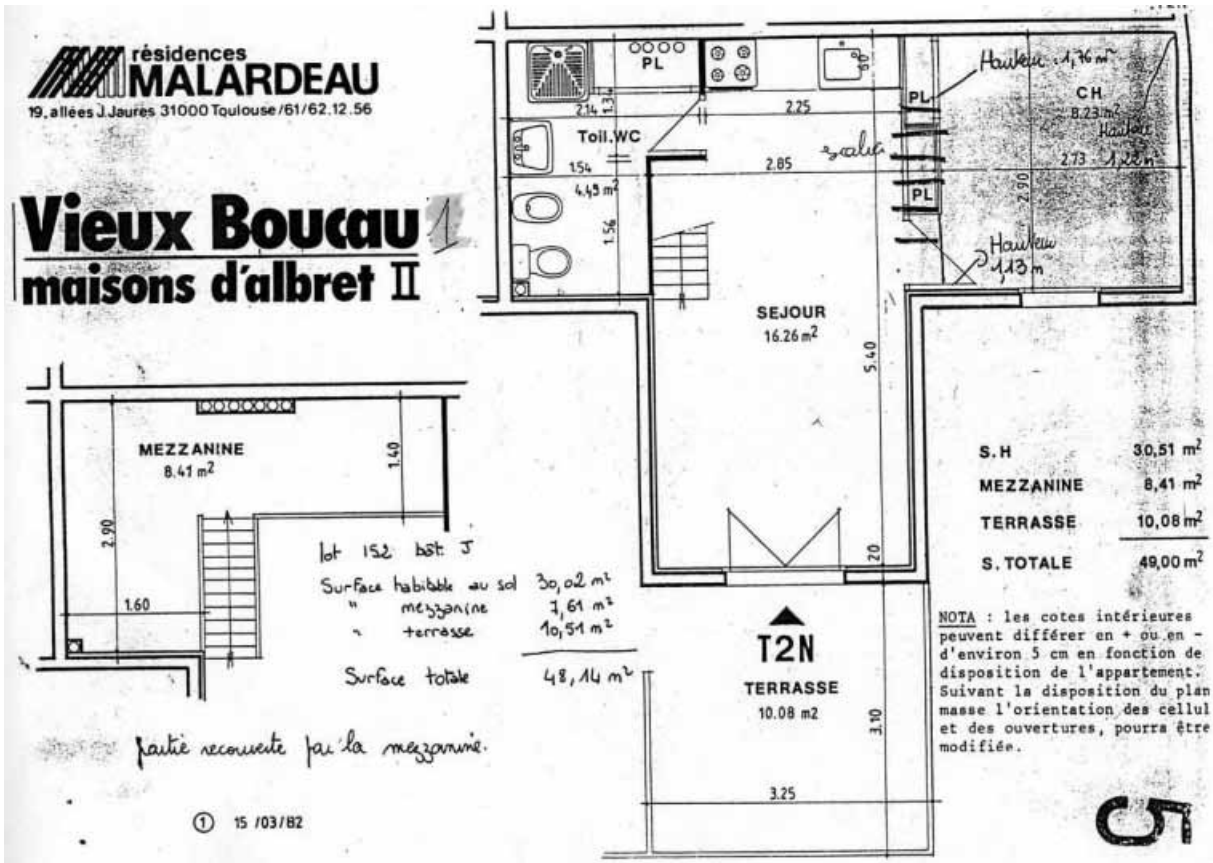 résidences
MALARDEAU
19, allées J. Jaurès 31000 Toulouse/61/62.12.56
Vieux Boucau 1
maisons d'albret II
PL
2.14
1.34
2.25
60
Toil.WC
1.54
4.49 m²
1.56
2.85
PL
PL
Hauteur 1,76 m
CH
8.23 m²
Hauteur
1,22 m
2.73
2.90
Hauteur
1,13 m
SEJOUR
16.26 m²
5.40
20
MEZZANINE
8.41 m²
1.40
2.90
1.60
lot 152 bât J
Surface habitable au sol 30,02 m²
" mezzanine 7,61 m²
" terrasse 10,51 m²
Surface totale 48,14 m²
partie recouverte par la mezzanine.
1 15 /03/82
T2N
TERRASSE
10.08 m2
3.10
3.25
S.H 30,51 m²
MEZZANINE 8,41 m²
TERRASSE 10,08 m²
S. TOTALE 49,00 m²
NOTA : les cotes intérieures
peuvent différer en + ou en -
d'environ 5 cm en fonction de
disposition de l'appartement.
Suivant la disposition du plan
masse l'orientation des cellul
et des ouvertures, pourra être
modifiée.
5